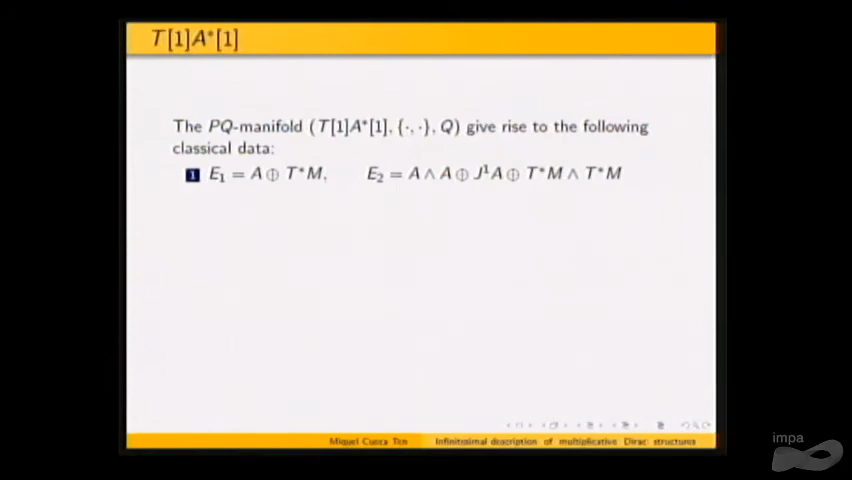 T[1]A*[1]
The PQ-manifold (T[1]A*[1], {·, ·}, Q) give rise to the following
classical data:
1 E₁ = A ⊕ T*M, E₂ = A ∧ A ⊕ J¹A ⊕ T*M ∧ T*M
Miquel Cueca Ten Infinitesimal description of multiplicative Dirac structures
impa